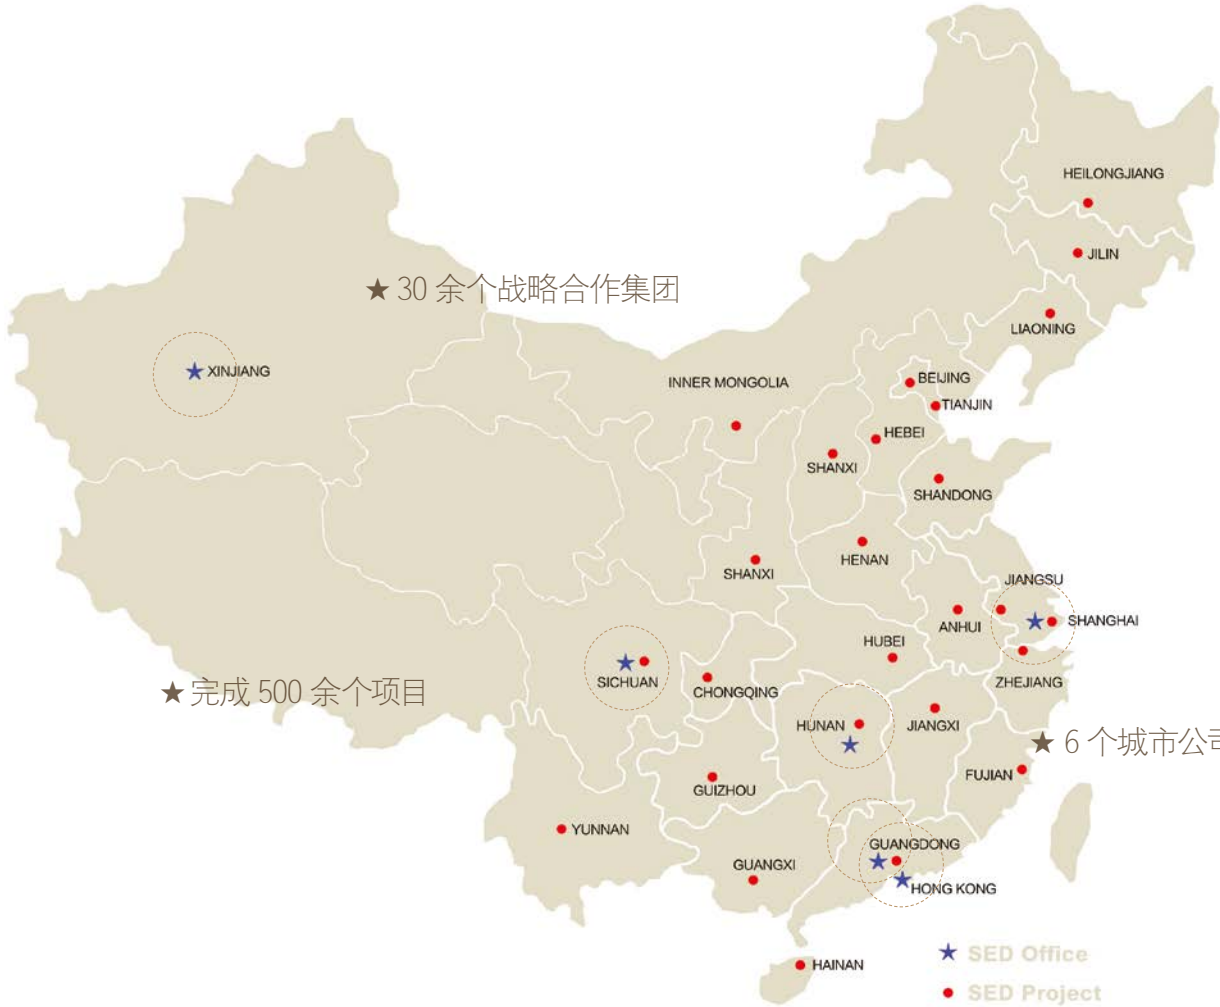 HEILONGJIANG
JILIN
★ 30 余个战略合作集团
LIAONING
XINJIANG
INNER MONGOLIA
BEIJING
TIANJIN
HEBEI
SHANXI
SHANDONG
HENAN
SHANXI
JIANGSU
ANHUI
SHANGHAI
HUBEI
SICHUAN
CHONGQING
ZHEJIANG
★ 完成 500 余个项目
HUNAN
JIANGXI
★ 6 个城市公司
FUJIAN
GUIZHOU
YUNNAN
GUANGDONG
GUANGXI
HONG KONG
SED Office
HAINAN
SED Project